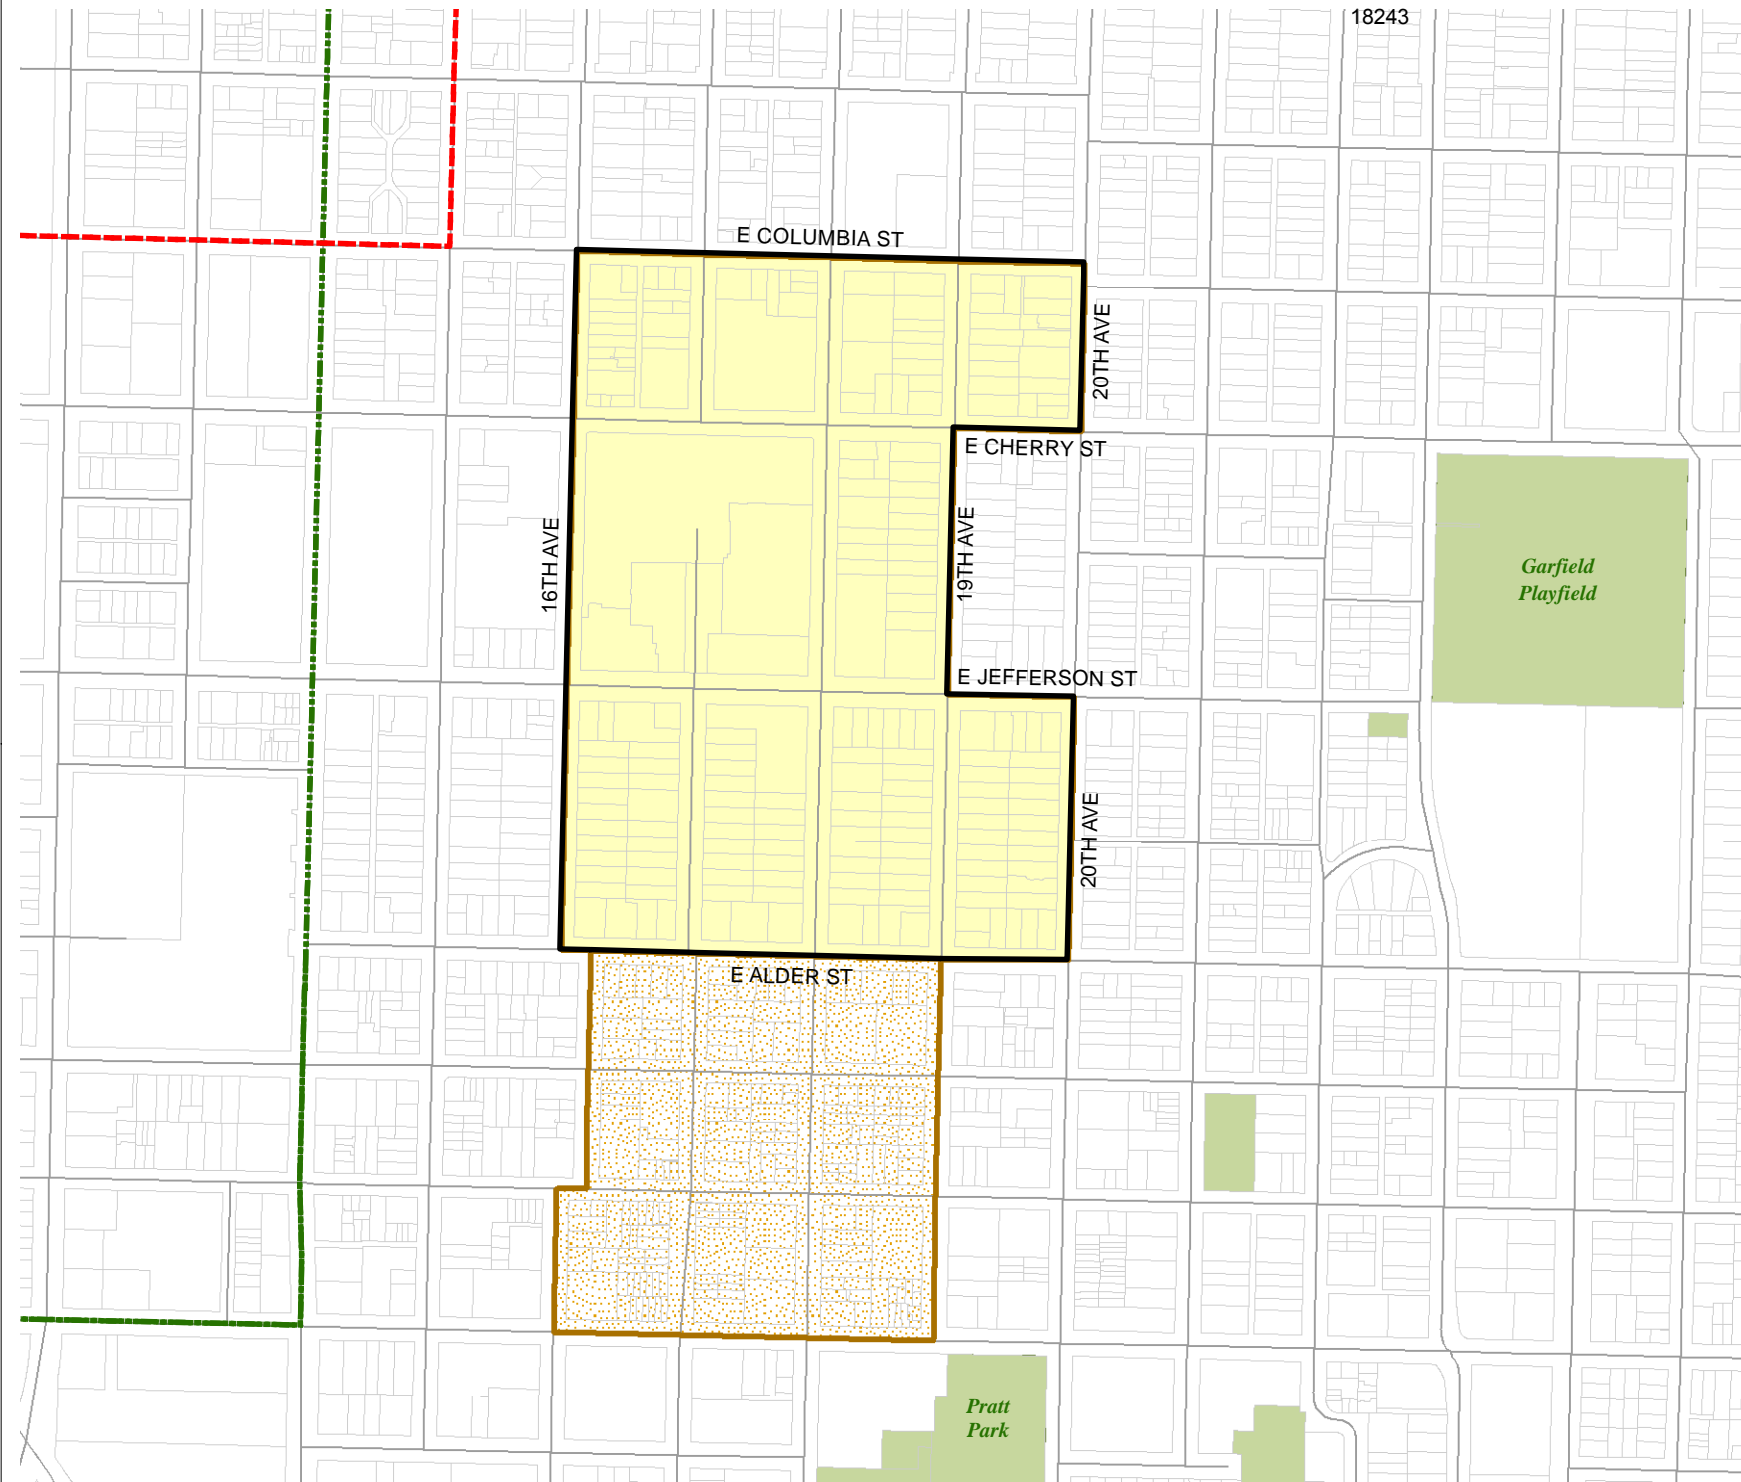 18243
E COLUMBIA ST
20TH AVE
E CHERRY ST
16TH AVE
19TH AVE
Garfield
Playfield
E JEFFERSON ST
20TH AVE
E ALDER ST
Pratt
Park